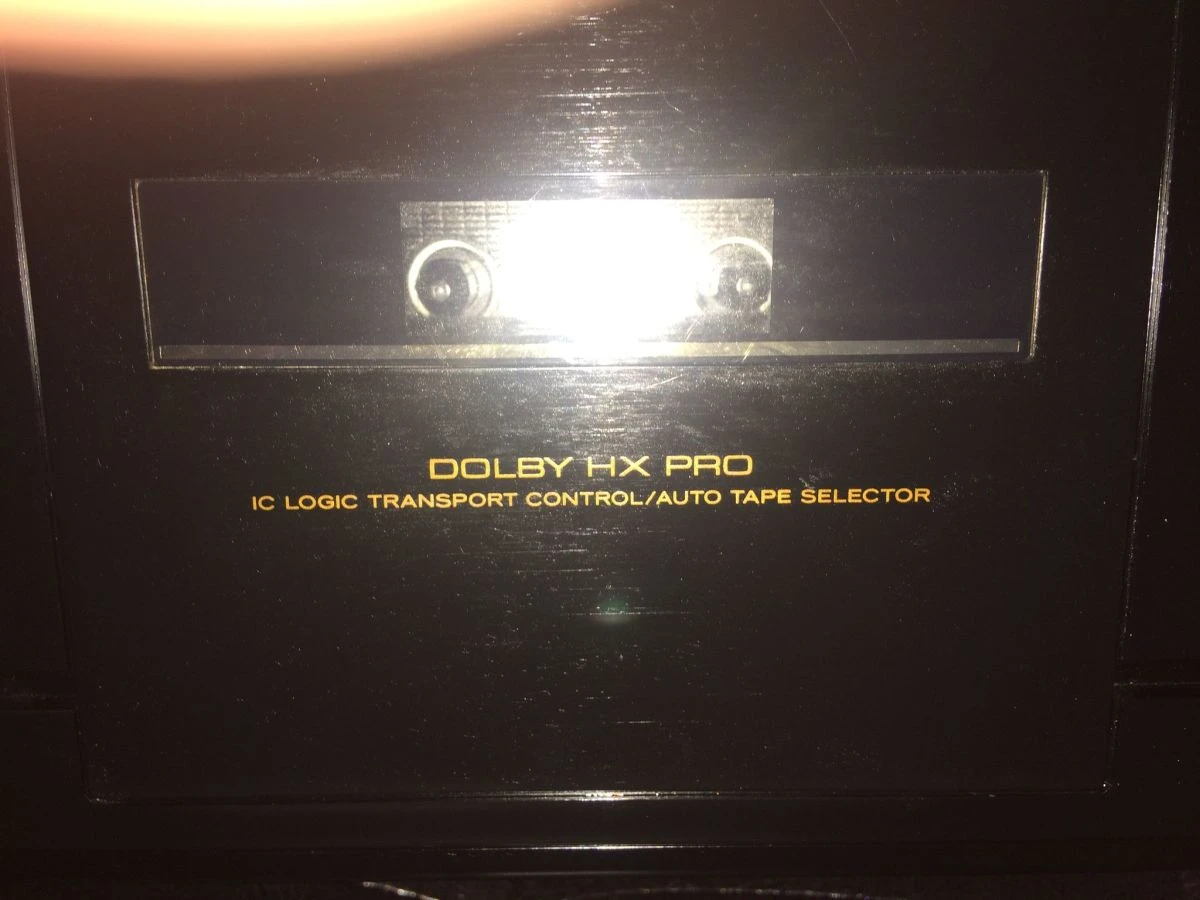 DOLBY HX PRO
IC LOGIC TRANSPORT CONTROL/AUTO TAPE SELECTOR